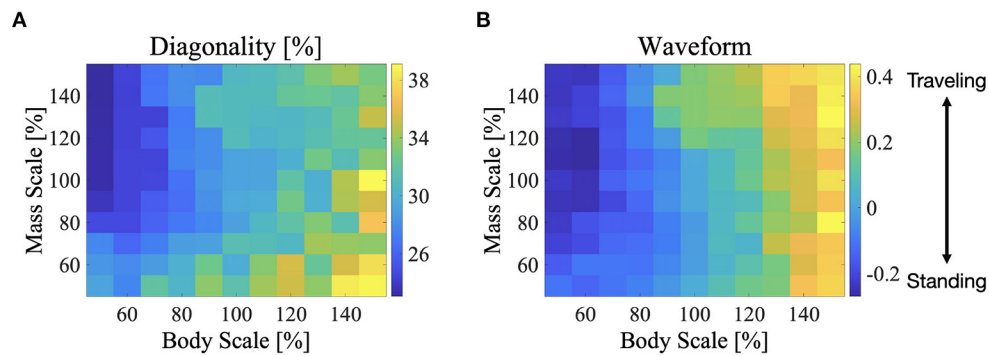 A
Diagonality [%]
Mass Scale [%]
140
120
100
80
60
60 80 100 120 140
Body Scale [%]
38
34
30
26
B
Waveform
Mass Scale [%]
140
120
100
80
60
60 80 100 120 140
Body Scale [%]
0.4
0.2
0
-0.2
Traveling
Standing